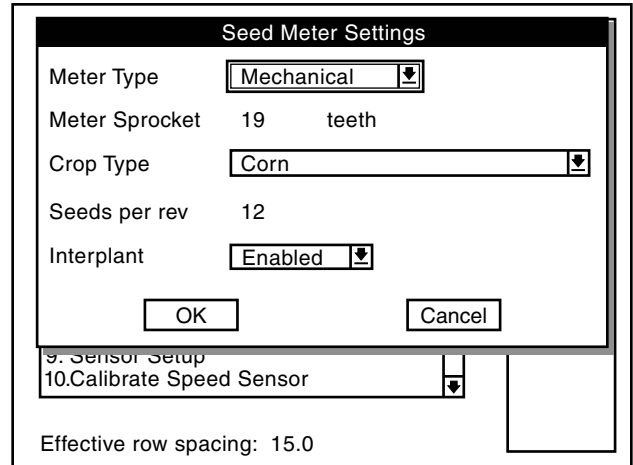 Seed Meter Settings
Meter Type Mechanical
Meter Sprocket 19 teeth
Crop Type Corn
Seeds per rev 12
Interplant Enabled
OK Cancel
9. Sensor Setup
10.Calibrate Speed Sensor
Effective row spacing: 15.0